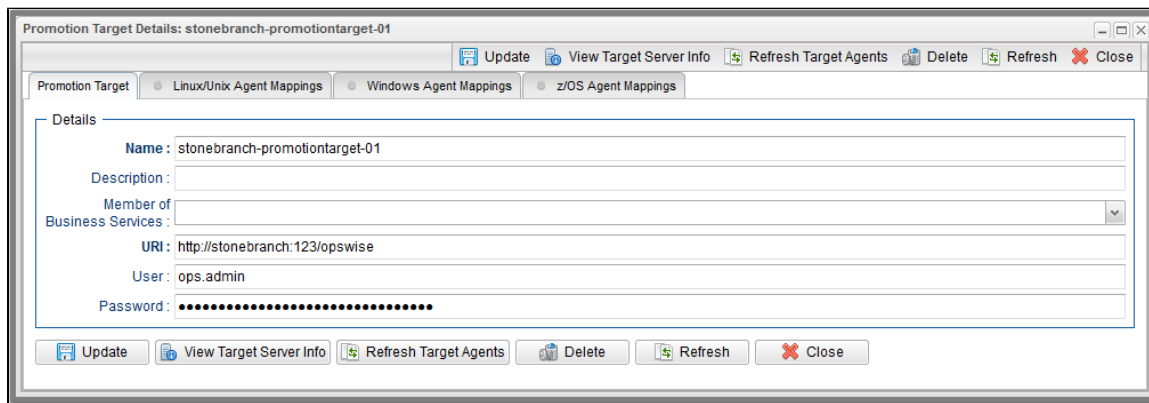 Promotion Target Details: stonebranch-promotiontarget-01
Update View Target Server Info Refresh Target Agents Delete Refresh Close
Promotion Target Linux/Unix Agent Mappings Windows Agent Mappings z/OS Agent Mappings
Details
Name : stonebranch-promotiontarget-01
Description :
Member of
Business Services :
URI : http://stonebranch:123/opswise
User : ops.admin
Password : ••••••••••••••••••••••••••••••••
Update View Target Server Info Refresh Target Agents Delete Refresh Close